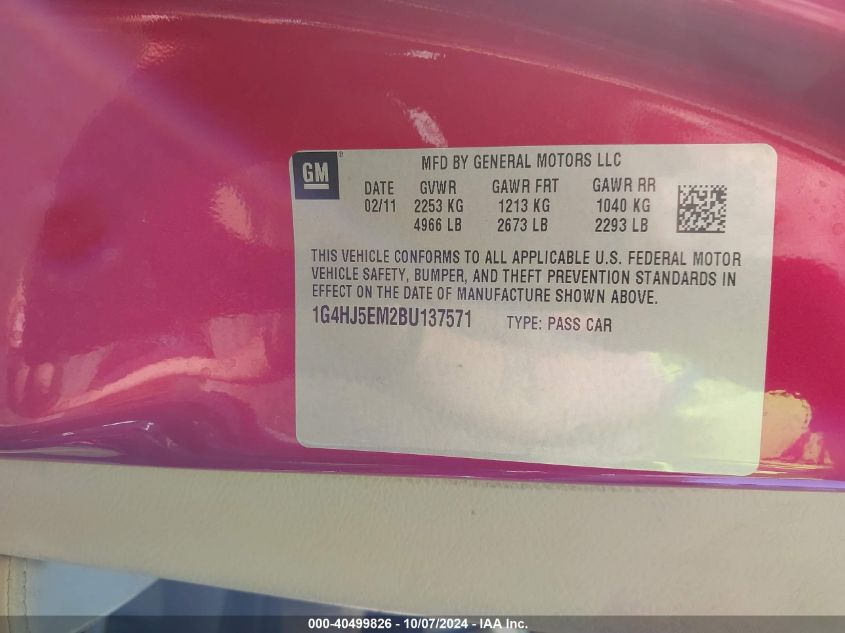 GM ®
MFD BY GENERAL MOTORS LLC
DATE GVWR GAWR FRT GAWR RR
02/11 2253 KG 1213 KG 1040 KG
4966 LB 2673 LB 2293 LB
THIS VEHICLE CONFORMS TO ALL APPLICABLE U.S. FEDERAL MOTOR
VEHICLE SAFETY, BUMPER, AND THEFT PREVENTION STANDARDS IN
EFFECT ON THE DATE OF MANUFACTURE SHOWN ABOVE.
1G4HJ5EM2BU137571 TYPE: PASS CAR
000-40499826 - 10/07/2024 - IAA Inc.